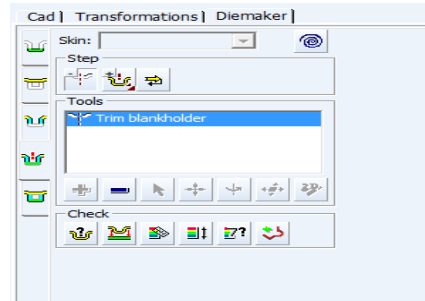 Cad Transformations Diemaker
Skin:
Step
Tools
Trim blankholder
Check